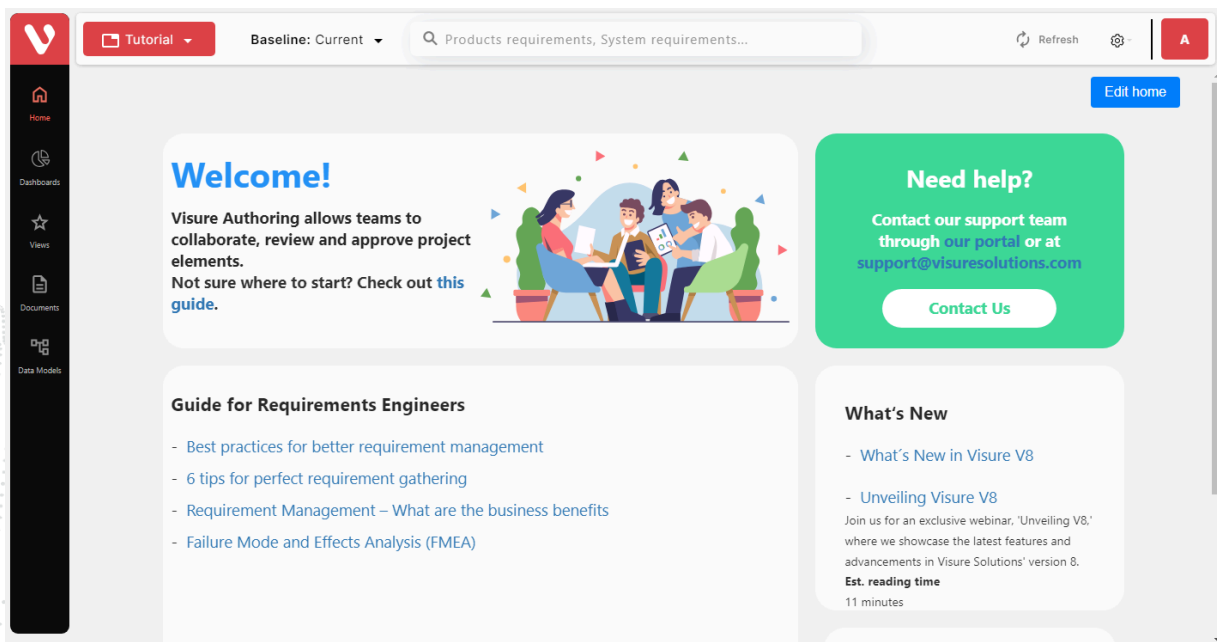 Tutorial
Baseline: Current
Products requirements, System requirements...
Refresh
A
Home
Dashboards
Views
Documents
Data Models
Edit home
Welcome!
Visure Authoring allows teams to
collaborate, review and approve project
elements.
Not sure where to start? Check out this
guide.
Need help?
Contact our support team
through our portal or at
support@visuresolutions.com
Contact Us
Guide for Requirements Engineers
- Best practices for better requirement management
- 6 tips for perfect requirement gathering
- Requirement Management – What are the business benefits
- Failure Mode and Effects Analysis (FMEA)
What's New
- What´s New in Visure V8
- Unveiling Visure V8
Join us for an exclusive webinar, 'Unveiling V8,'
where we showcase the latest features and
advancements in Visure Solutions' version 8.
Est. reading time
11 minutes